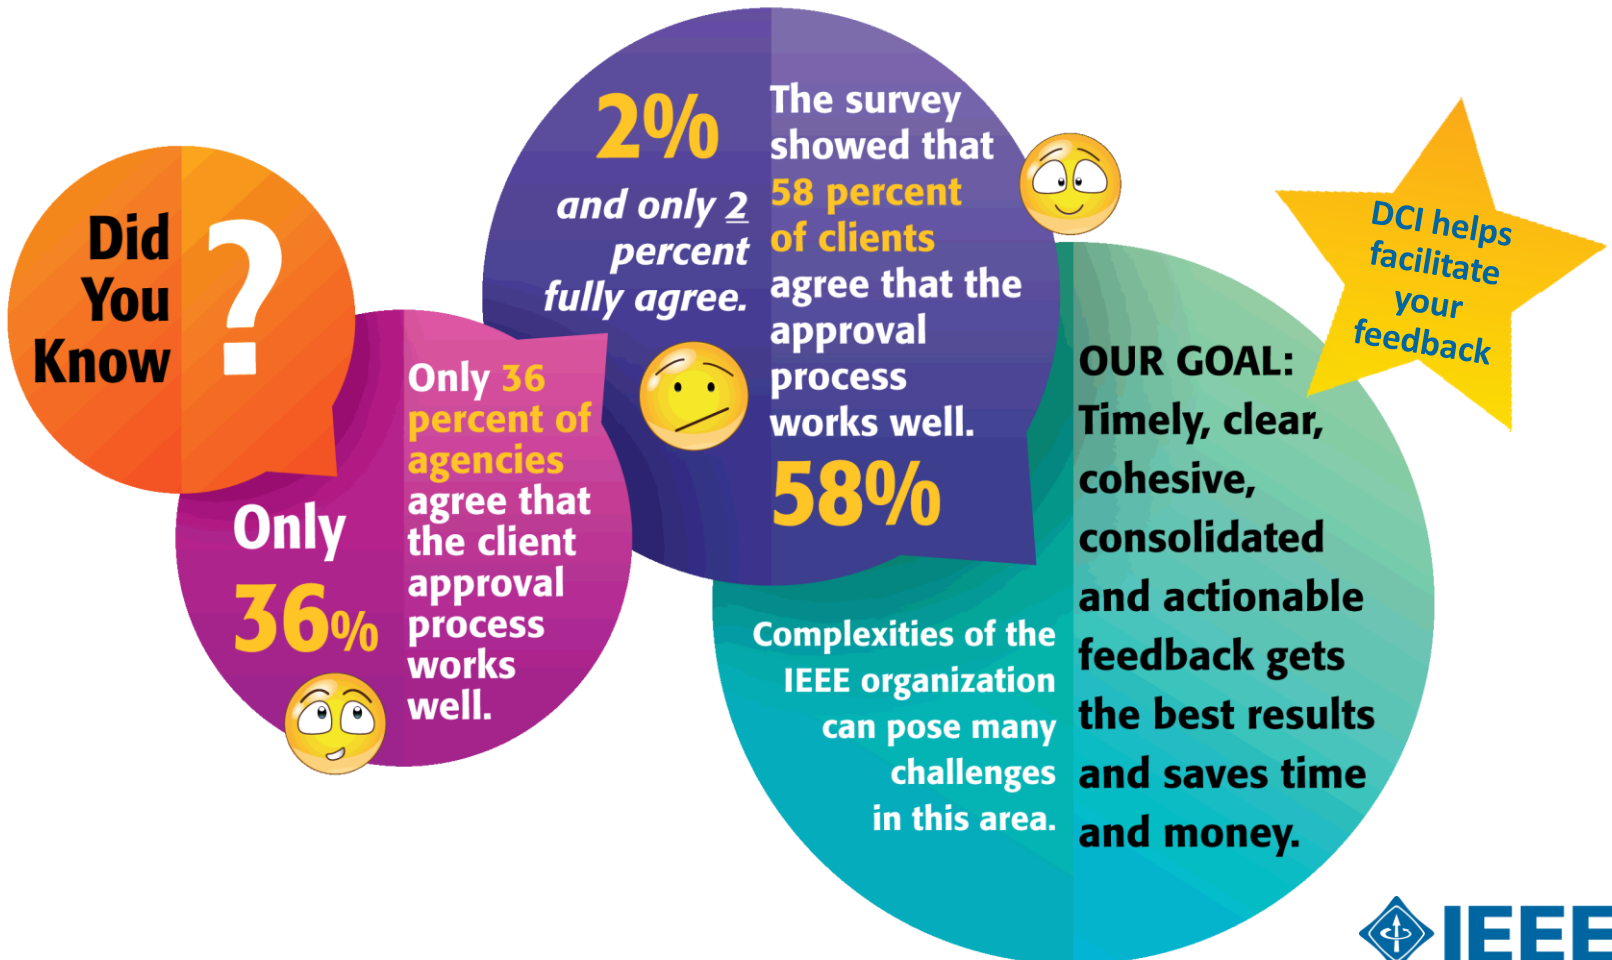 Did
You
Know
?
Only
36%
Only 36
percent of
agencies
agree that
the client
approval
process
works
well.
2%
and only 2
percent
fully agree.
The survey
showed that
58 percent
of clients
agree that the
approval
process
works well.
58%
Complexities of the
IEEE organization
can pose many
challenges
in this area.
OUR GOAL:
Timely, clear,
cohesive,
consolidated
and actionable
feedback gets
the best results
and saves time
and money.
DCI helps
facilitate
your
feedback
IEEE